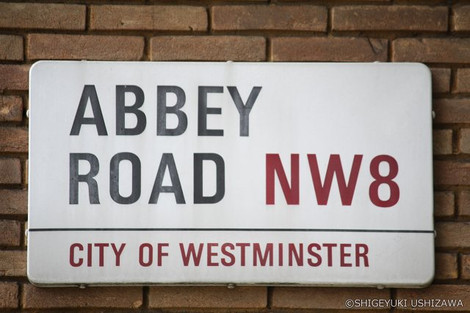 ABBEY
ROAD NW8
CITY OF WESTMINSTER
©SHIGEYUKI USHIZAWA